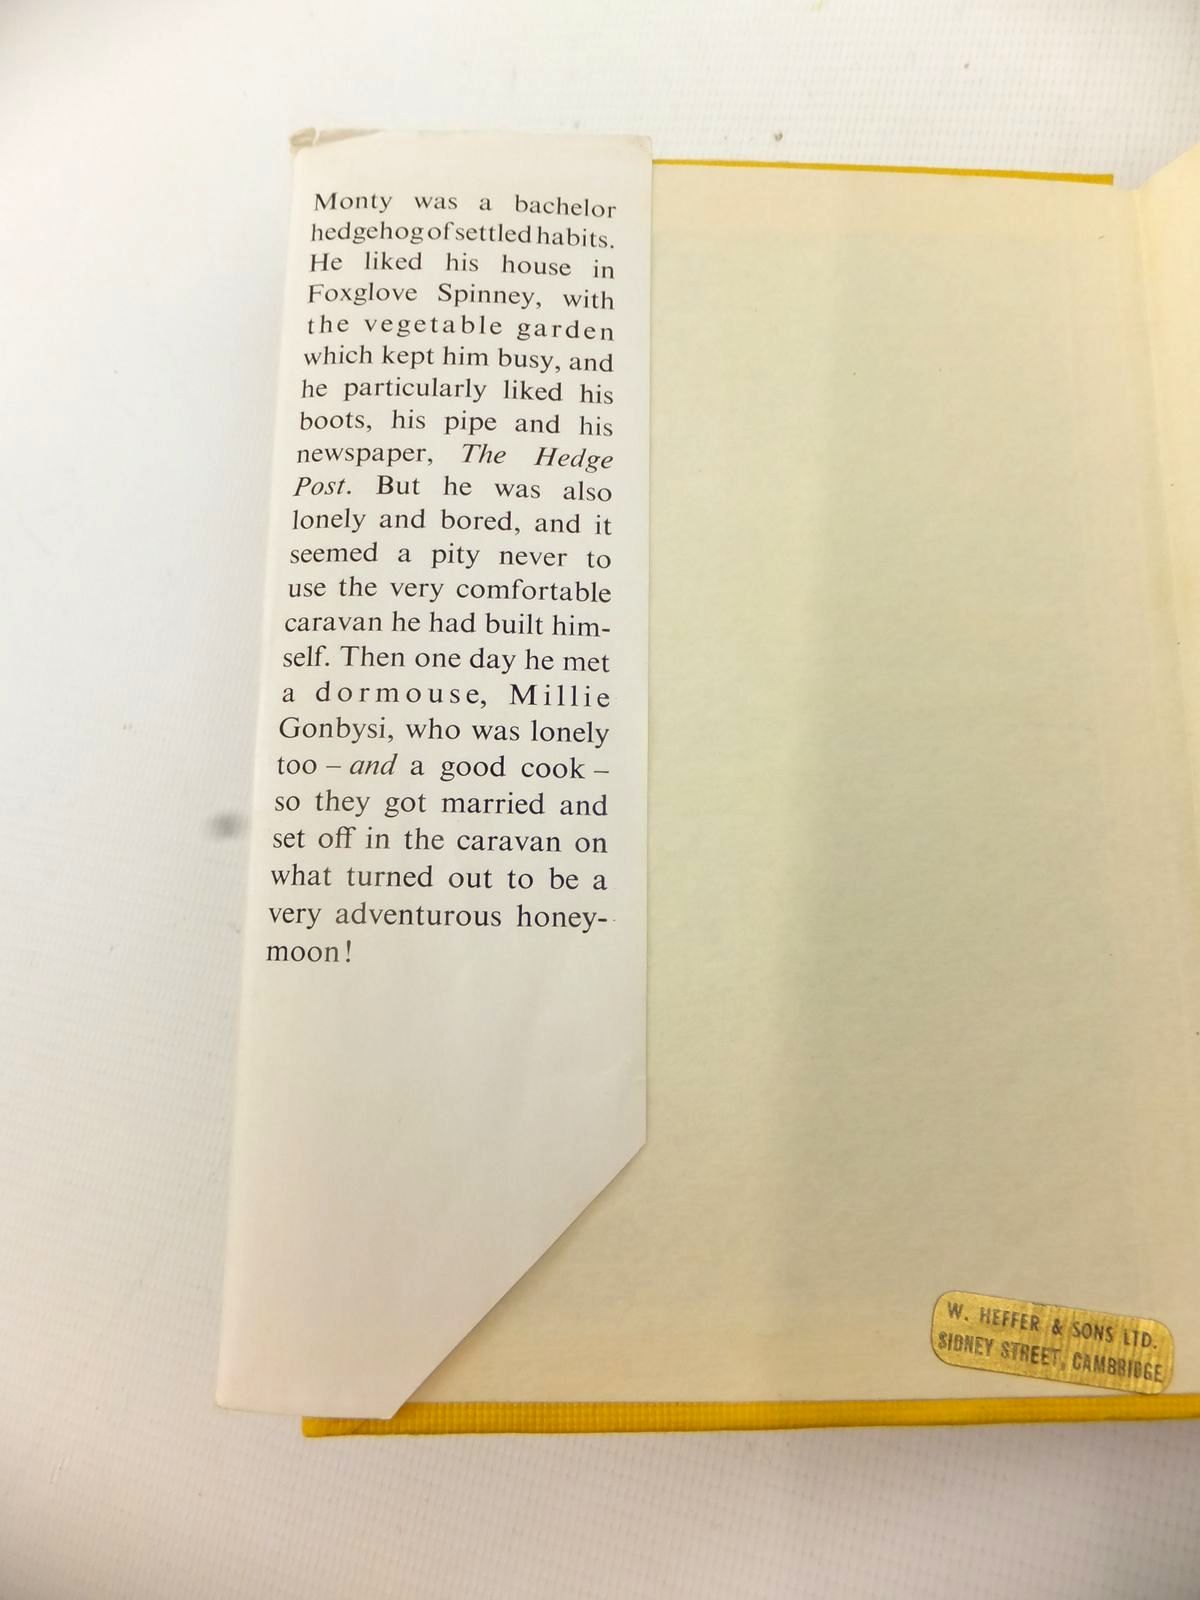 Monty was a bachelor
hedgehog of settled habits.
He liked his house in
Foxglove Spinney, with
the vegetable garden
which kept him busy, and
he particularly liked his
boots, his pipe and his
newspaper, The Hedge
Post. But he was also
lonely and bored, and it
seemed a pity never to
use the very comfortable
caravan he had built him-
self. Then one day he met
a dormouse, Millie
Gonbysi, who was lonely
too – and a good cook –
so they got married and
set off in the caravan on
what turned out to be a
very adventurous honey-
moon!
W. HEFFER & SONS LTD.
SIDNEY STREET, CAMBRIDGE